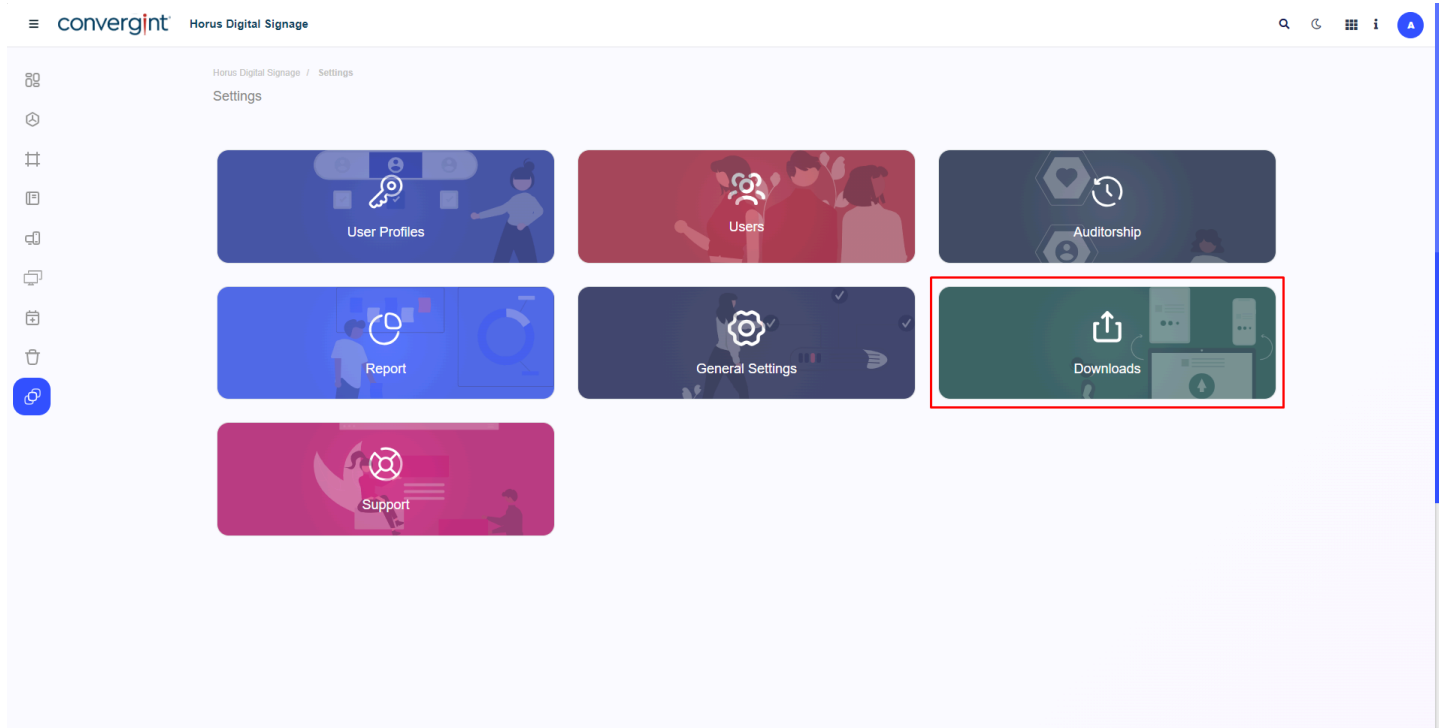 convergint Horus Digital Signage i A
Horus Digital Signage / Settings
Settings
User Profiles
Users
Auditorship
Report
General Settings
Downloads
Support